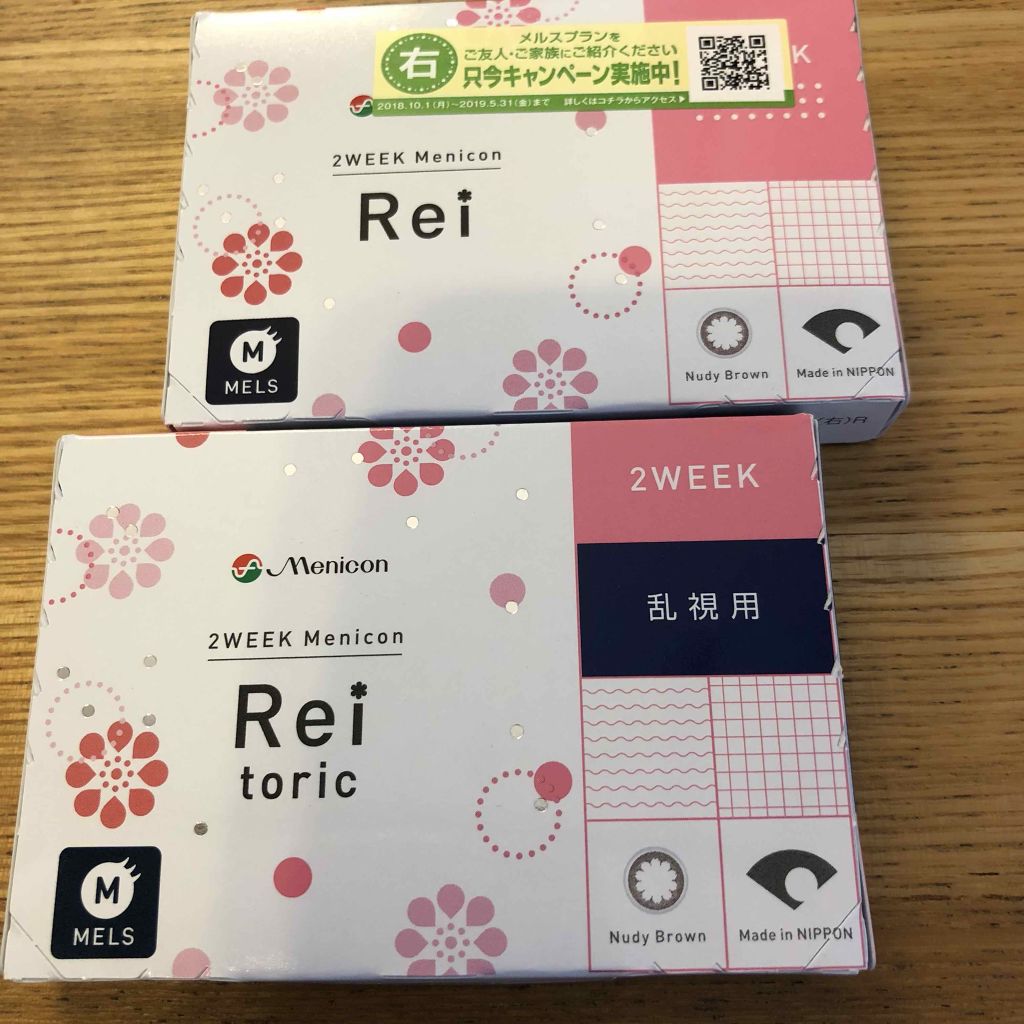 メルスプランを
ご友人・ご家族にご紹介ください
右
只今キャンペーン実施中!
2018.10.1(月)~2019.5.31(金)まで 詳しくはコチラからアクセス▶
K
2WEEK Menicon
Rei
M
MELS
Nudy Brown
Made in NIPPON
(右)R
2WEEK
Menicon
乱視用
2WEEK Menicon
Rei
toric
M
MELS
Nudy Brown
Made in NIPPON